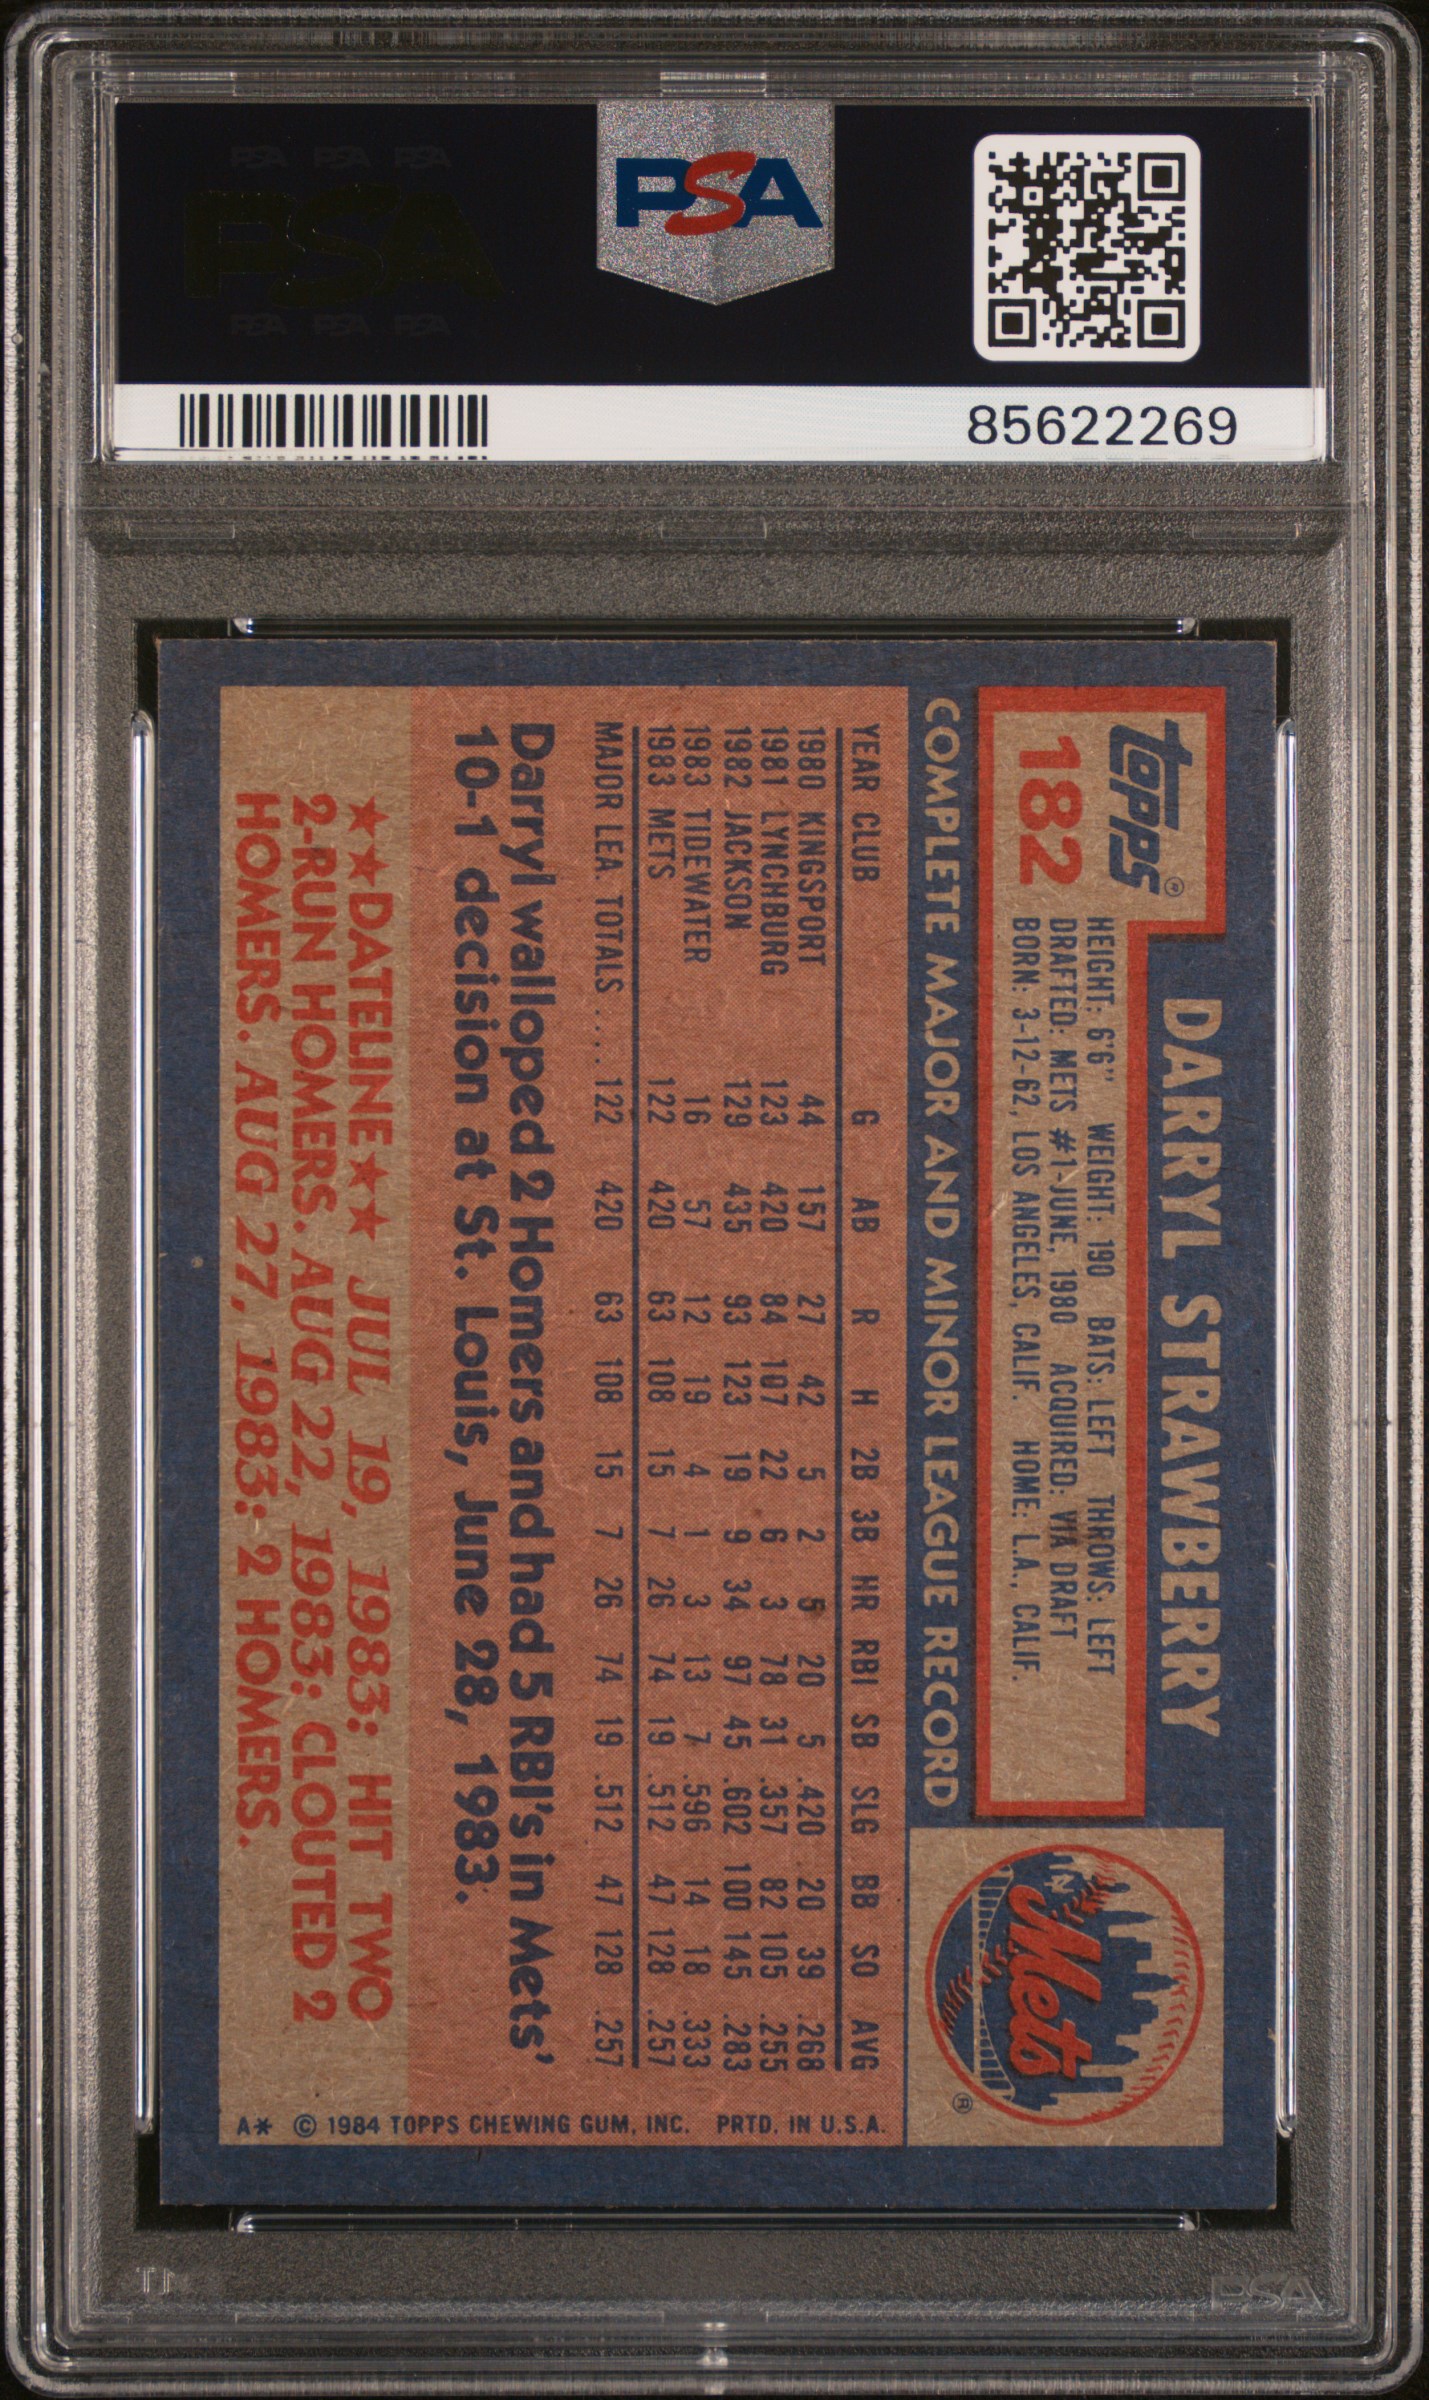 PSA PSA PSA
PSA
PSA PSA PSA
PSA
85622269
Topps®
182
DARRYL STRAWBERRY
HEIGHT: 6'6" WEIGHT: 190 BATS: LEFT THROWS: LEFT
DRAFTED: METS #1-JUNE, 1980 ACQUIRED: VIA DRAFT
BORN: 3-12-62, LOS ANGELES, CALIF. HOME: L.A., CALIF.
Mets
®
COMPLETE MAJOR AND MINOR LEAGUE RECORD
YEAR CLUB G AB R H 2B 3B HR RBI SB SLG BB SO AVG
1980 KINGSPORT 44 157 27 42 5 2 5 20 5 .420 20 39 .268
1981 LYNCHBURG 123 420 84 107 22 6 3 78 31 .357 82 105 .255
1982 JACKSON 129 435 93 123 19 9 34 97 45 .602 100 145 .283
1983 TIDEWATER 16 57 12 19 4 1 3 13 7 .596 14 18 .333
1983 METS 122 420 63 108 15 7 26 74 19 .512 47 128 .257
MAJOR LEA. TOTALS .... 122 420 63 108 15 7 26 74 19 .512 47 128 .257
Darryl walloped 2 Homers and had 5 RBI's in Mets'
10-1 decision at St. Louis, June 28, 1983.
★★DATELINE★★ JUL 19, 1983: HIT TWO
2-RUN HOMERS. AUG 22, 1983: CLOUTED 2
HOMERS. AUG 27, 1983: 2 HOMERS.
A* © 1984 TOPPS CHEWING GUM, INC. PRTD. IN U.S.A.
PSA